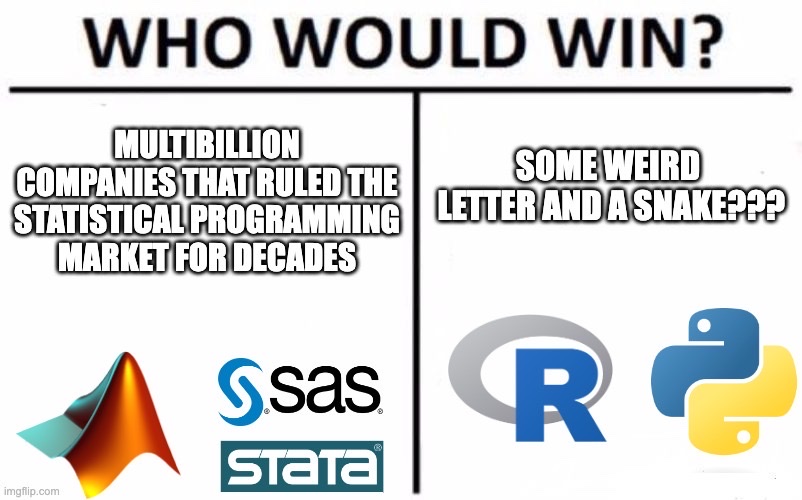 WHO WOULD WIN?
MULTIBILLION
COMPANIES THAT RULED THE
STATISTICAL PROGRAMMING
MARKET FOR DECADES
SOME WEIRD
LETTER AND A SNAKE???
sas®
STATA®
R
imgflip.com